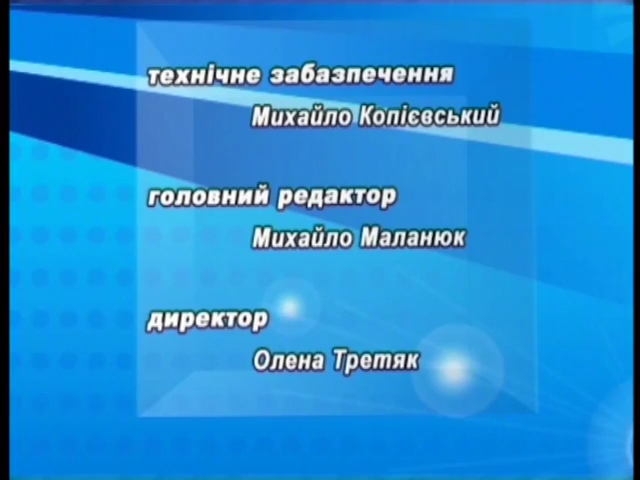 технічне забазпечення
Михайло Копієвський
головний редактор
Михайло Маланюк
директор
Олена Третяк